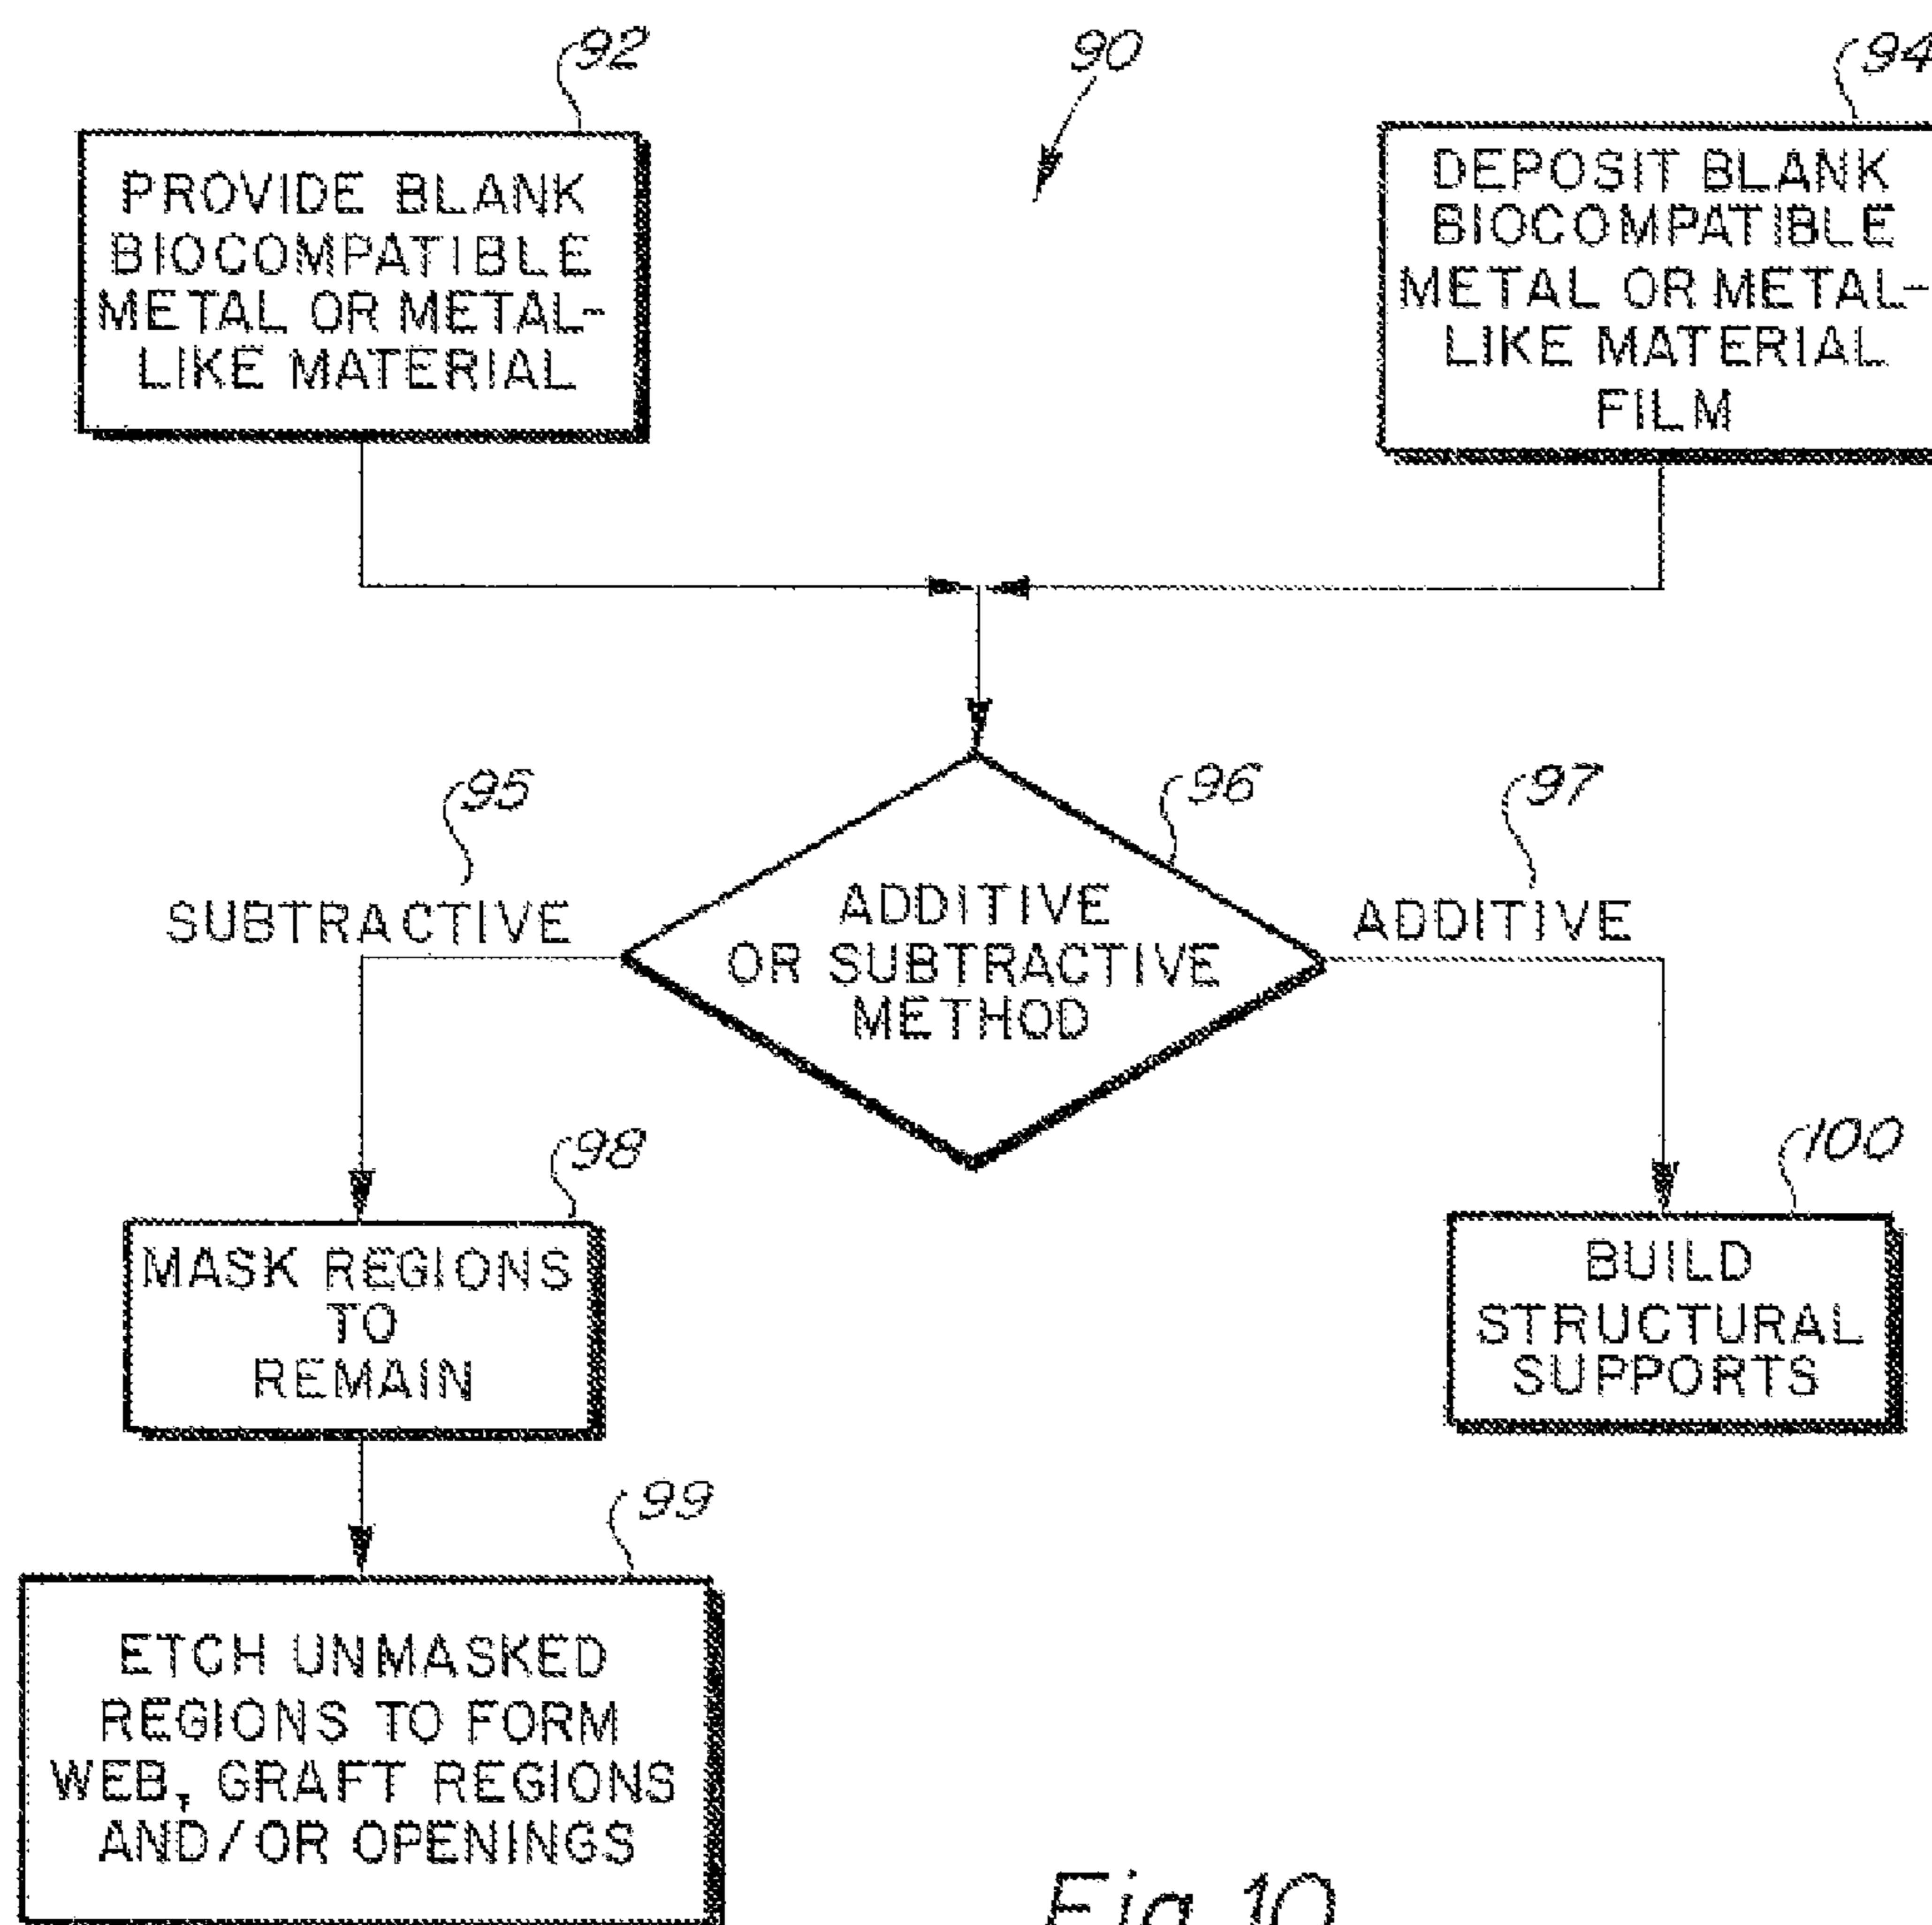 92
90
94
PROVIDE BLANK
BIOCOMPATIBLE
METAL OR METAL-
LIKE MATERIAL
DEPOSIT BLANK
BIOCOMPATIBLE
METAL OR METAL-
LIKE MATERIAL
FILM
95
96
97
SUBTRACTIVE
ADDITIVE
OR SUBTRACTIVE
METHOD
ADDITIVE
98
100
MASK REGIONS
TO
REMAIN
BUILD
STRUCTURAL
SUPPORTS
99
ETCH UNMASKED
REGIONS TO FORM
WEB, GRAFT REGIONS
AND/OR OPENINGS
Fig. 10